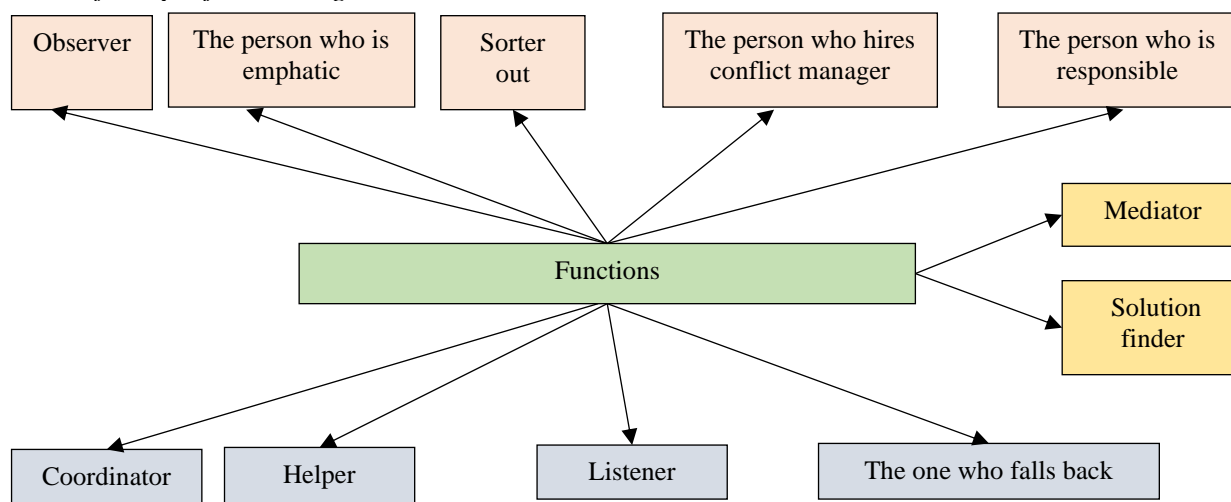 Observer
The person who is
emphatic
Sorter
out
The person who hires
conflict manager
The person who is
responsible
Mediator
Functions
Solution
finder
Coordinator
Helper
Listener
The one who falls back